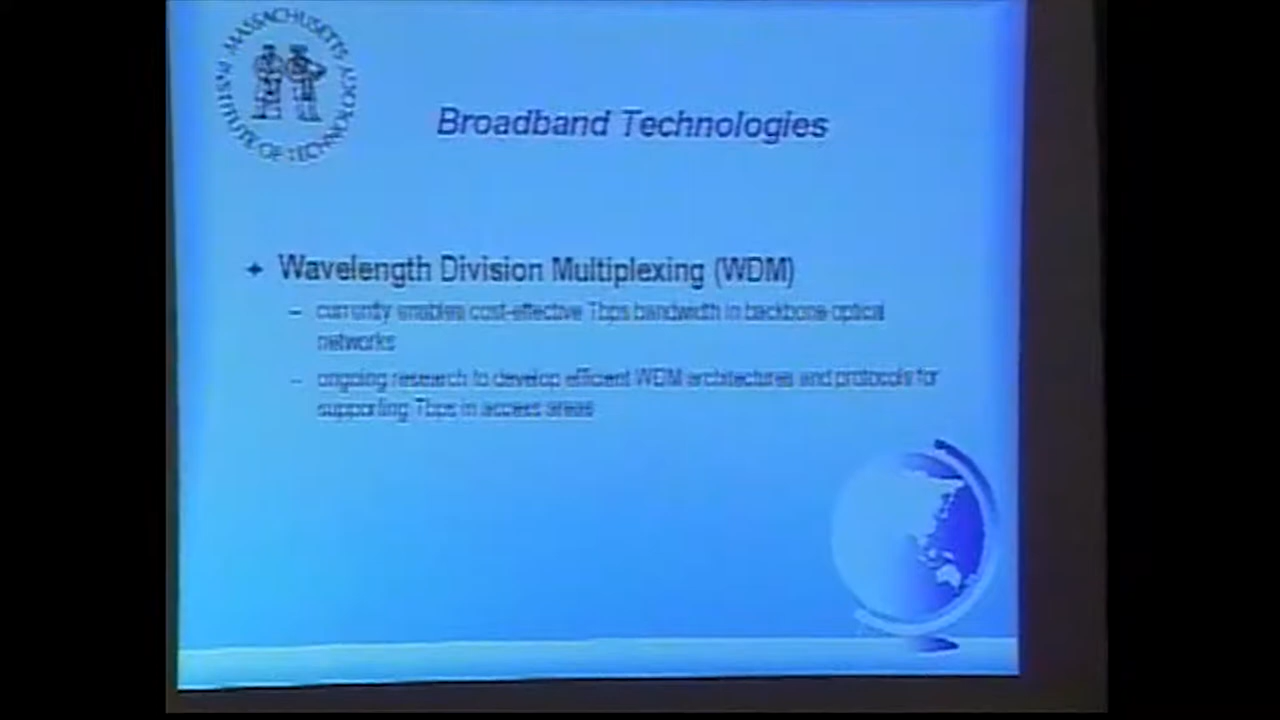 MASSACHUSETTS INSTITUTE OF TECHNOLOGY
Broadband Technologies
Wavelength Division Multiplexing (WDM)
– currently enables cost-effective Tbps bandwidth in backbone optical
networks
– ongoing research to develop efficient WDM architectures and protocols for
supporting Tbps in access areas